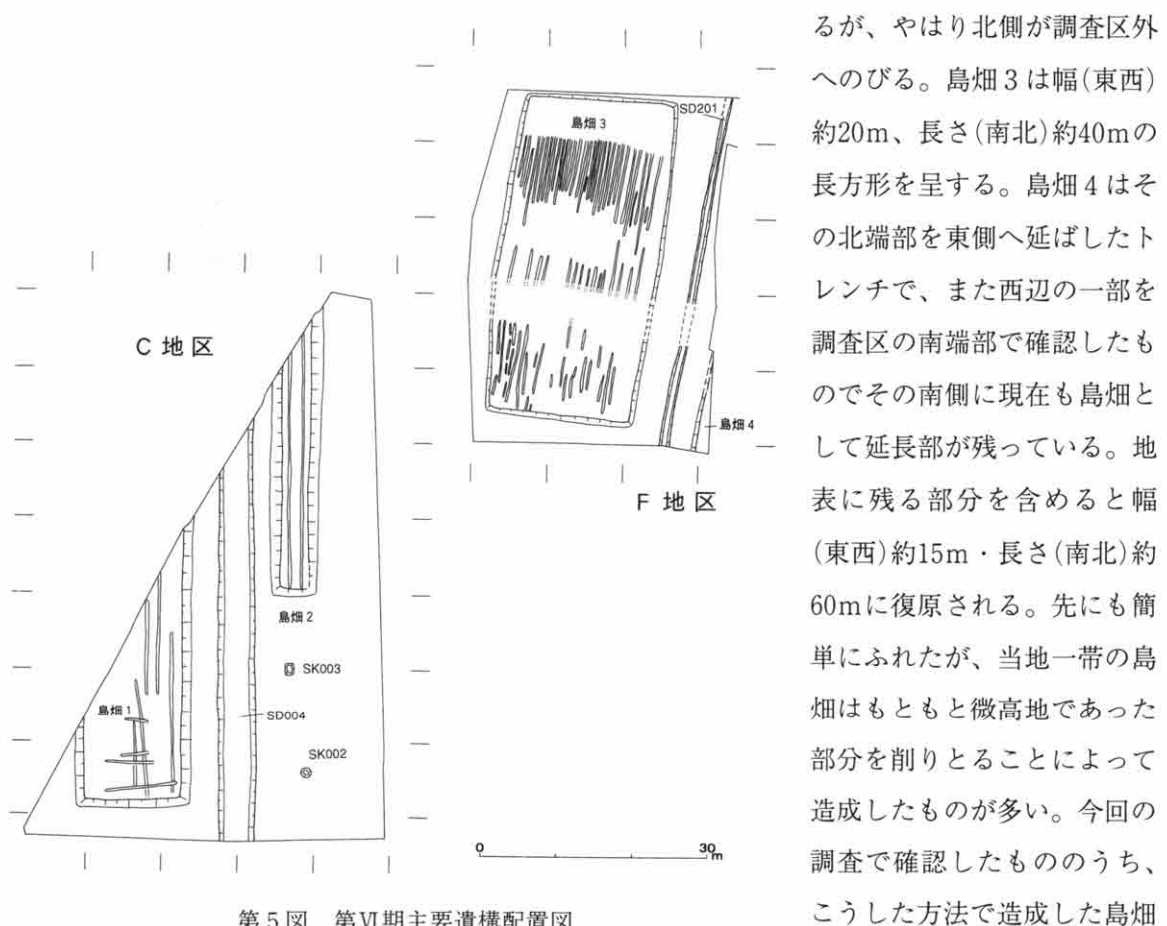 るが、やはり北側が調査区外
へのびる。島畑3は幅(東西)
約20m、長さ(南北)約40mの
長方形を呈する。島畑4はそ
の北端部を東側へ延ばしたト
レンチで、また西辺の一部を
調査区の南端部で確認したも
のでその南側に現在も島畑と
して延長部が残っている。地
表に残る部分を含めると幅
(東西)約15m・長さ(南北)約
60mに復原される。先にも簡
単にふれたが、当地一帯の島
畑はもともと微高地であった
部分を削りとることによって
造成したものが多い。今回の
調査で確認したもののうち、
こうした方法で造成した島畑
島畑3
SD201
島畑4
F地区
C地区
島畑2
SK003
島畑1
SD004
SK002
0 30m
第5図 第Ⅵ期主要遺構配置図